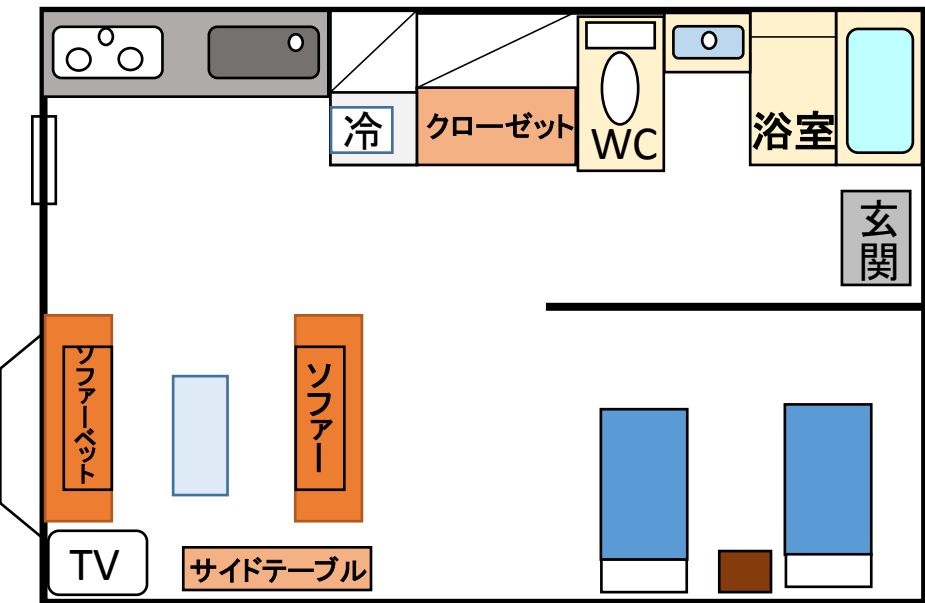 冷
クローゼット
WC
浴室
玄関
ソファーベット
ソファー
TV
サイドテーブル